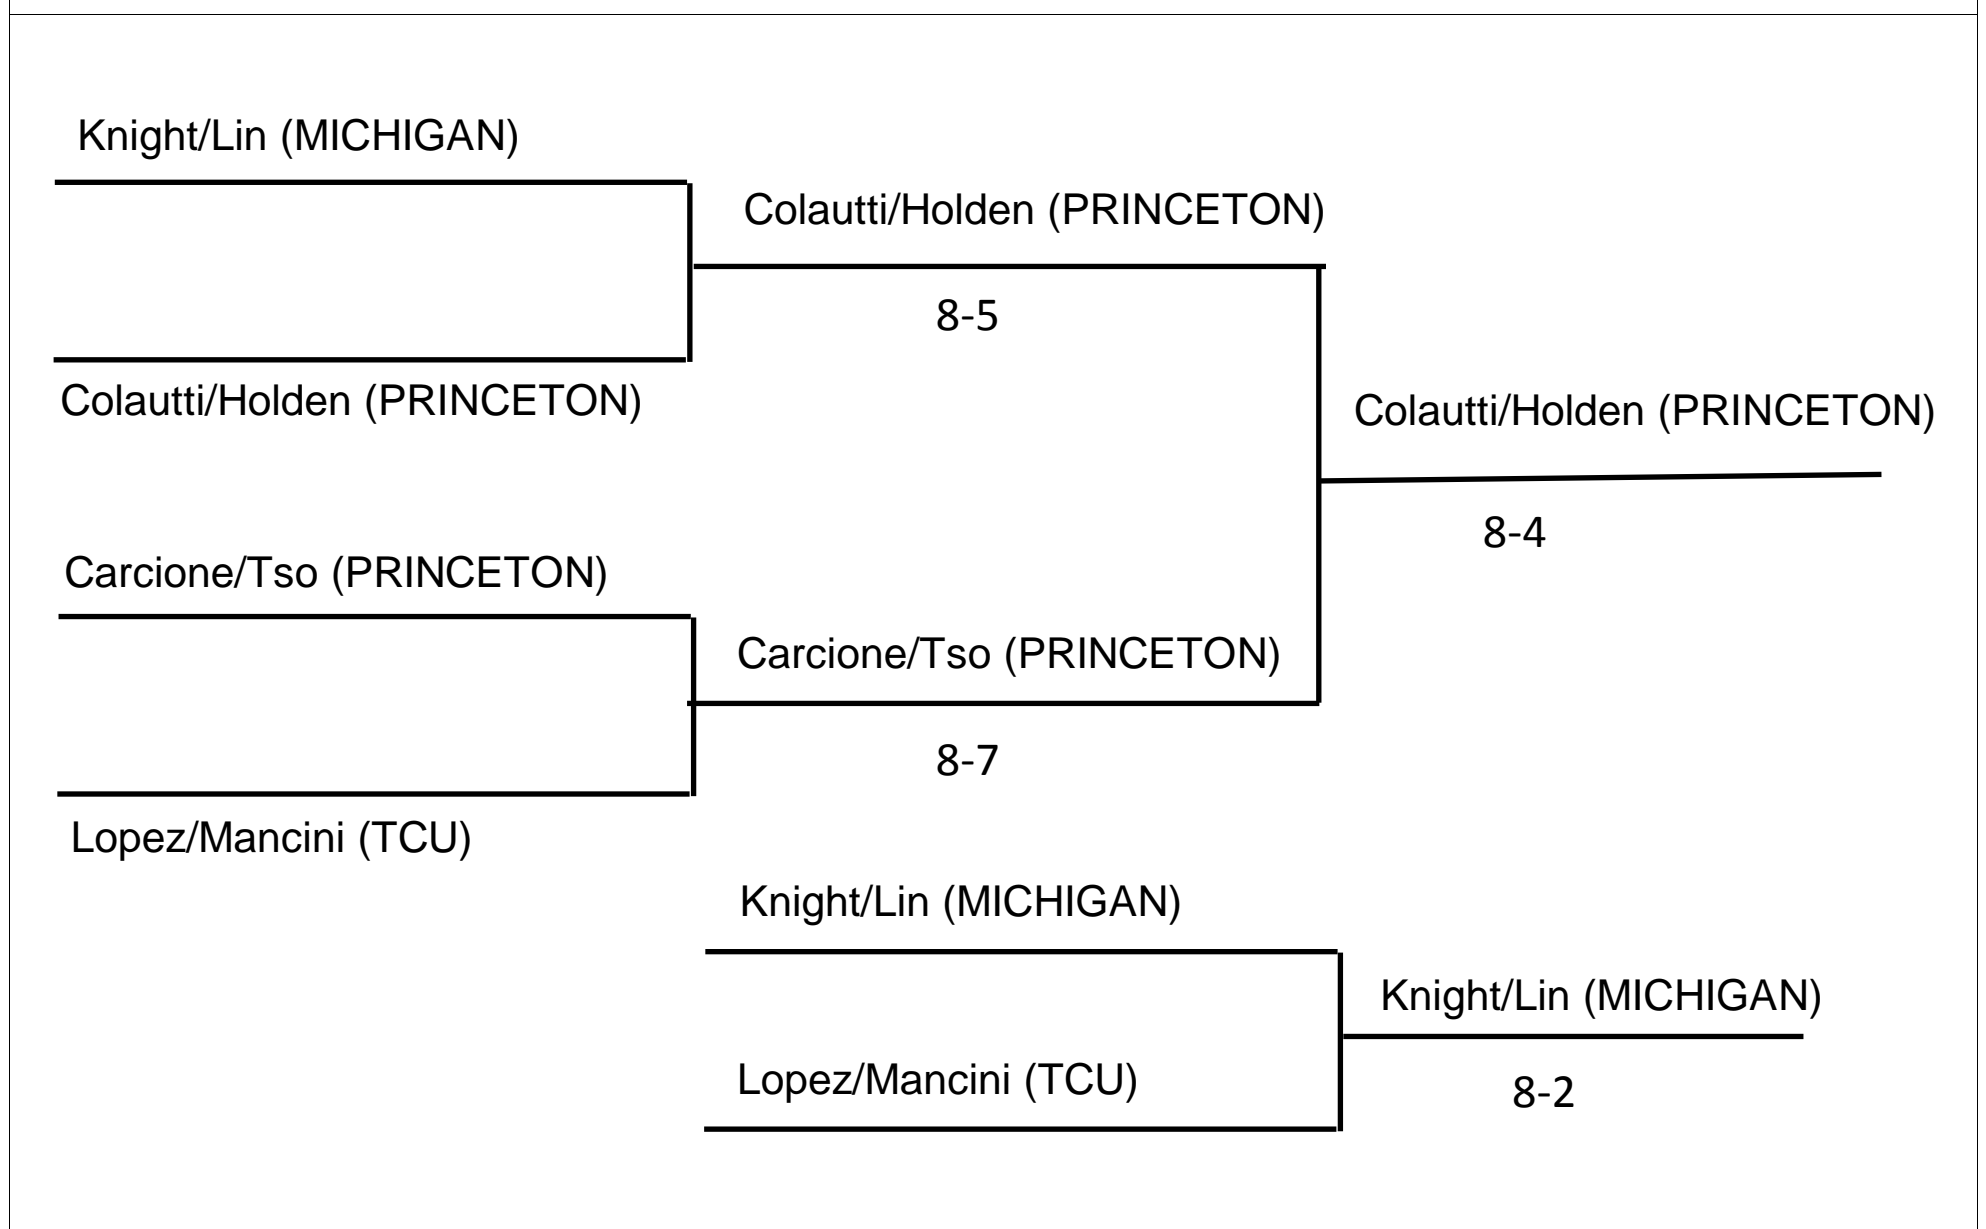 Knight/Lin (MICHIGAN)
Colautti/Holden (PRINCETON)
8-5
Colautti/Holden (PRINCETON)
Colautti/Holden (PRINCETON)
8-4
Carcione/Tso (PRINCETON)
Carcione/Tso (PRINCETON)
8-7
Lopez/Mancini (TCU)
Knight/Lin (MICHIGAN)
Knight/Lin (MICHIGAN)
Lopez/Mancini (TCU)
8-2